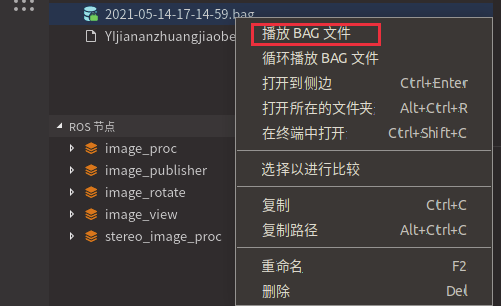 2021-05-14-17-14-59.bag
YIjiananzhuangjiaobe
ROS 节点
image_proc
image_publisher
image_rotate
image_view
stereo_image_proc
播放 BAG 文件
循环播放 BAG 文件
打开到侧边 Ctrl+Enter
打开所在的文件夹 Alt+Ctrl+R
在终端中打开 Ctrl+Shift+C
选择以进行比较
复制 Ctrl+C
复制路径 Alt+Ctrl+C
重命名 F2
删除 Del